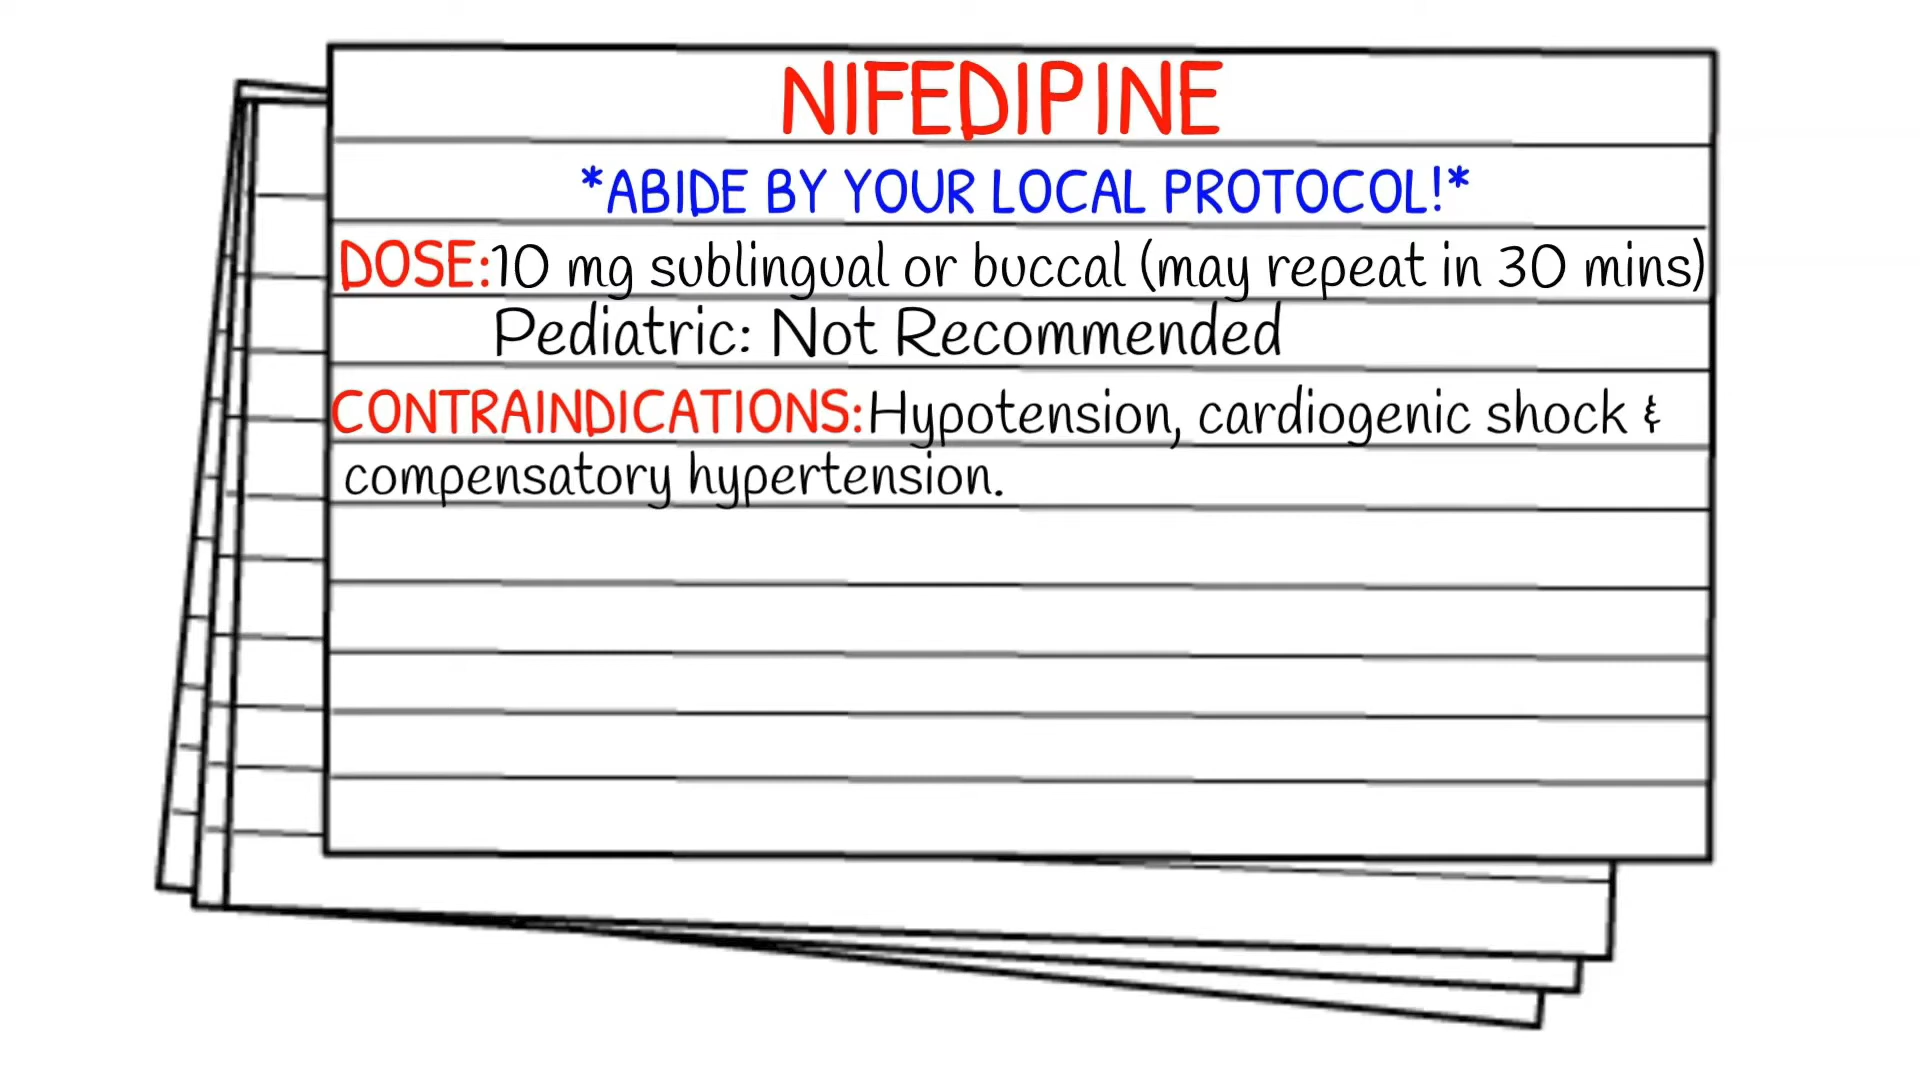 NIFEDIPINE
*ABIDE BY YOUR LOCAL PROTOCOL!*
DOSE:10 mg sublingual or buccal (may repeat in 30 mins)
Pediatric: Not Recommended
CONTRAINDICATIONS:Hypotension, cardiogenic shock &
compensatory hypertension.